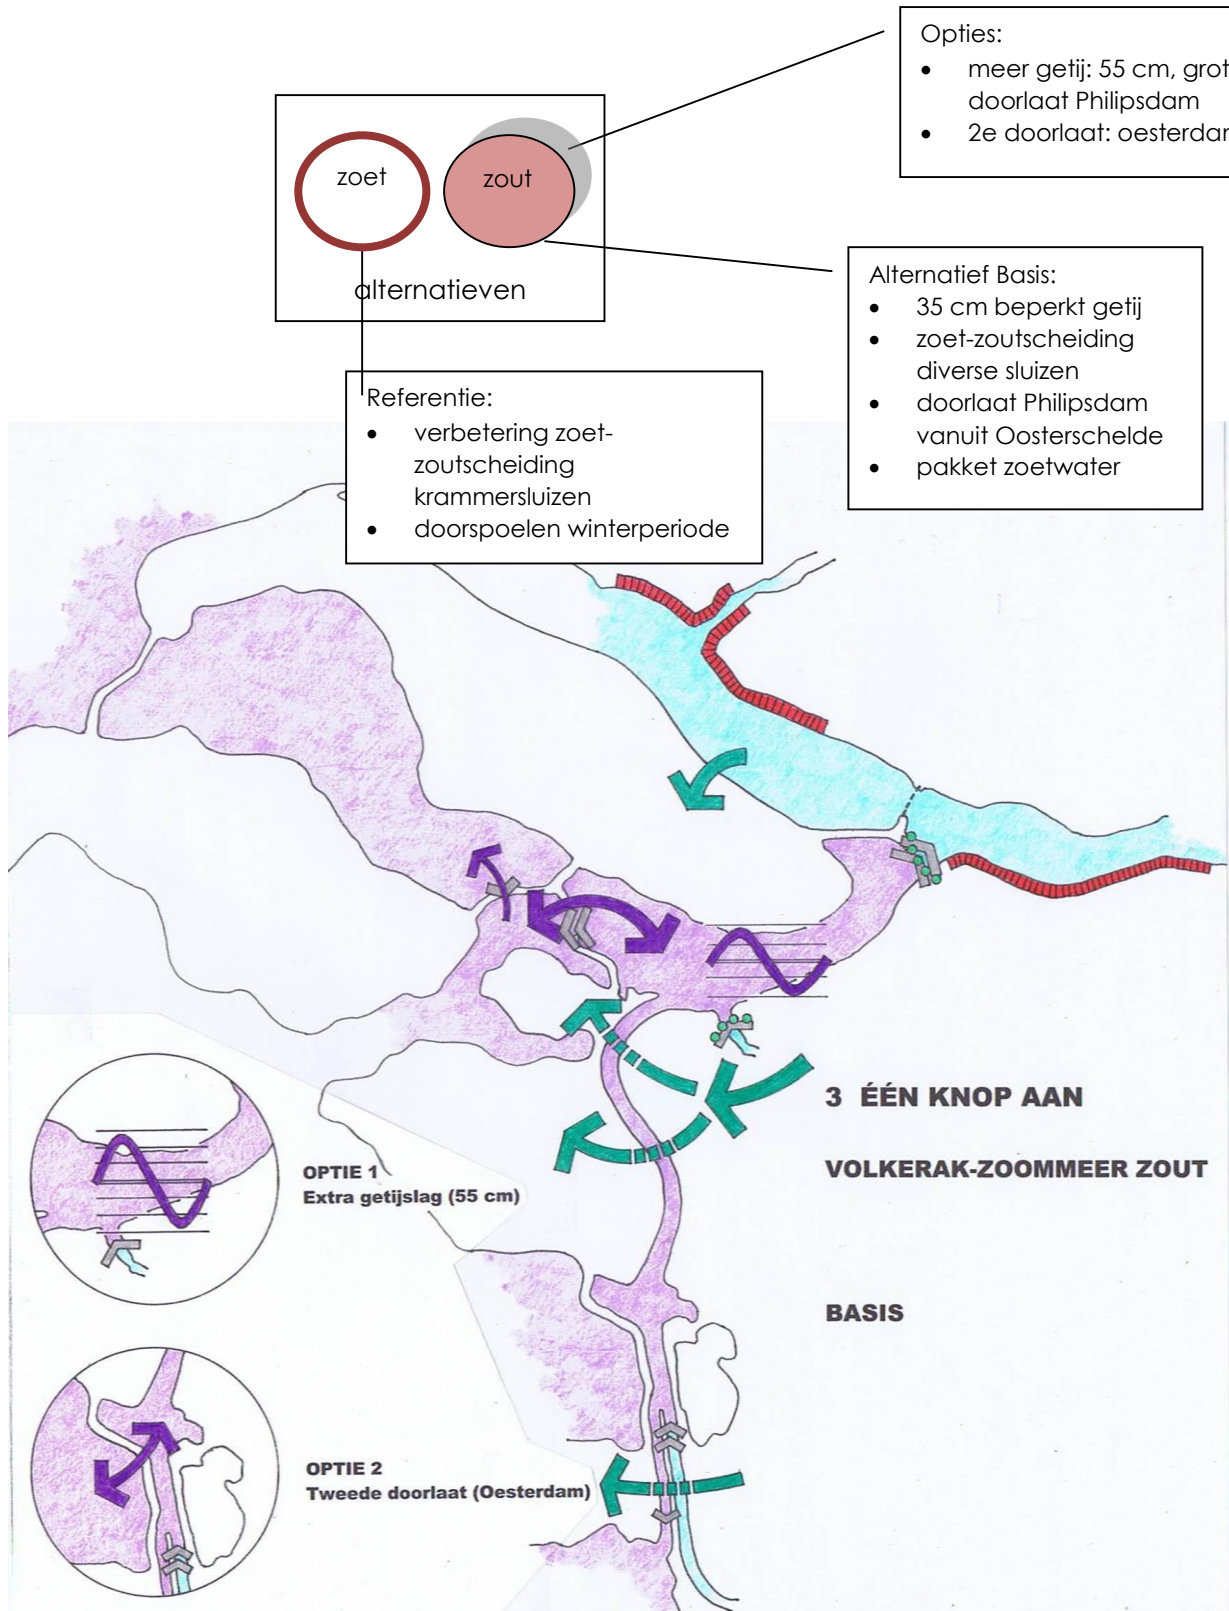 Opties:
• meer getij: 55 cm, grot
doorlaat Philipsdam
• 2e doorlaat: oesterdam
zoet
zout
alternatieven
Alternatief Basis:
• 35 cm beperkt getij
• zoet-zoutscheiding
diverse sluizen
• doorlaat Philipsdam
vanuit Oosterschelde
• pakket zoetwater
Referentie:
• verbetering zoet-
zoutscheiding
krammersluizen
• doorspoelen winterperiode
3 ÉÉN KNOP AAN
VOLKERAK-ZOOMMEER ZOUT
BASIS
OPTIE 1
Extra getijslag (55 cm)
OPTIE 2
Tweede doorlaat (Oesterdam)